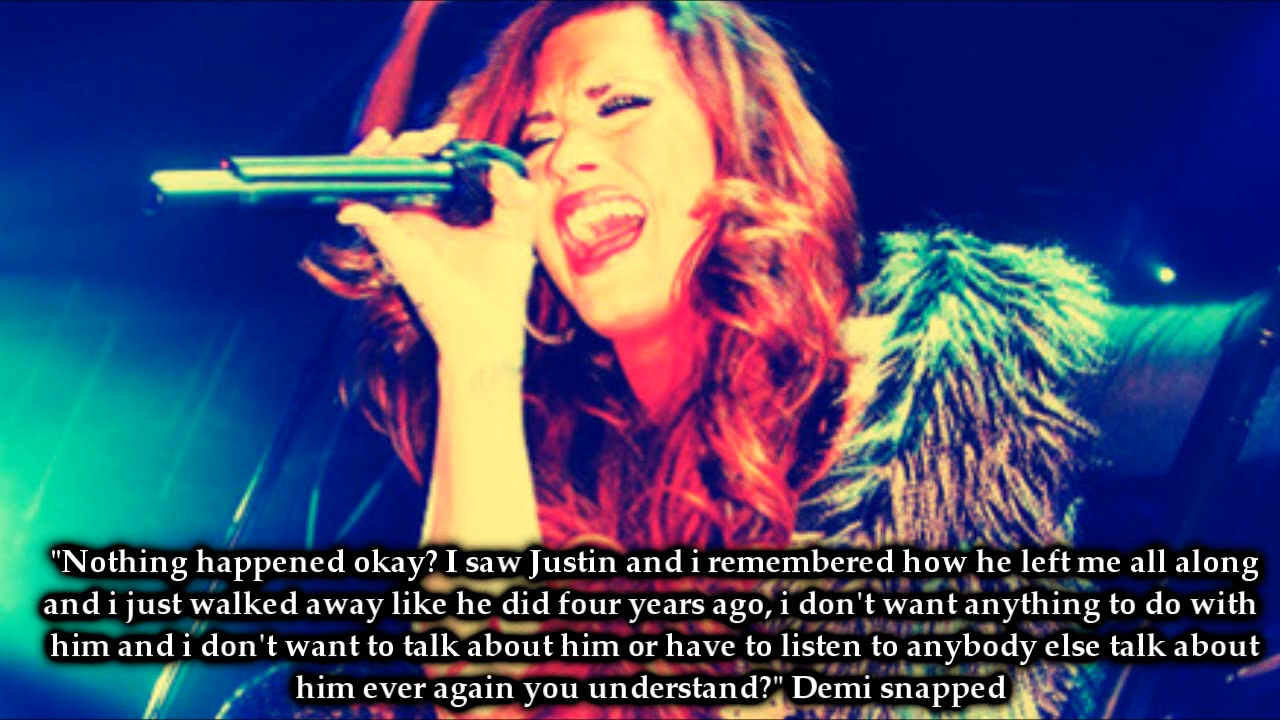 "Nothing happened okay? I saw Justin and i remembered how he left me all along
and i just walked away like he did four years ago, i don't want anything to do with
him and i don't want to talk about him or have to listen to anybody else talk about
him ever again you understand?" Demi snapped